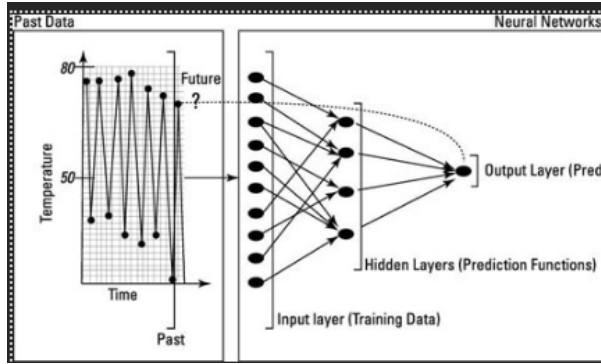 Past Data
Neural Networks
80
Future
?
50
Temperature
Time
Past
Output Layer (Pred
Hidden Layers (Prediction Functions)
Input layer (Training Data)